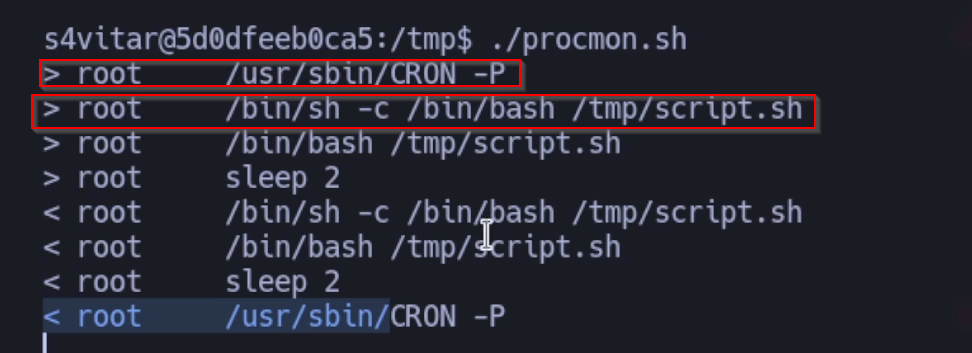 s4vitar@5d0dfeeb0ca5:/tmp$ ./procmon.sh
> root     /usr/sbin/CRON -P
> root     /bin/sh -c /bin/bash /tmp/script.sh
> root     /bin/bash /tmp/script.sh
> root     sleep 2
< root     /bin/sh -c /bin/bash /tmp/script.sh
< root     /bin/bash /tmp/script.sh
< root     sleep 2
< root     /usr/sbin/CRON -P